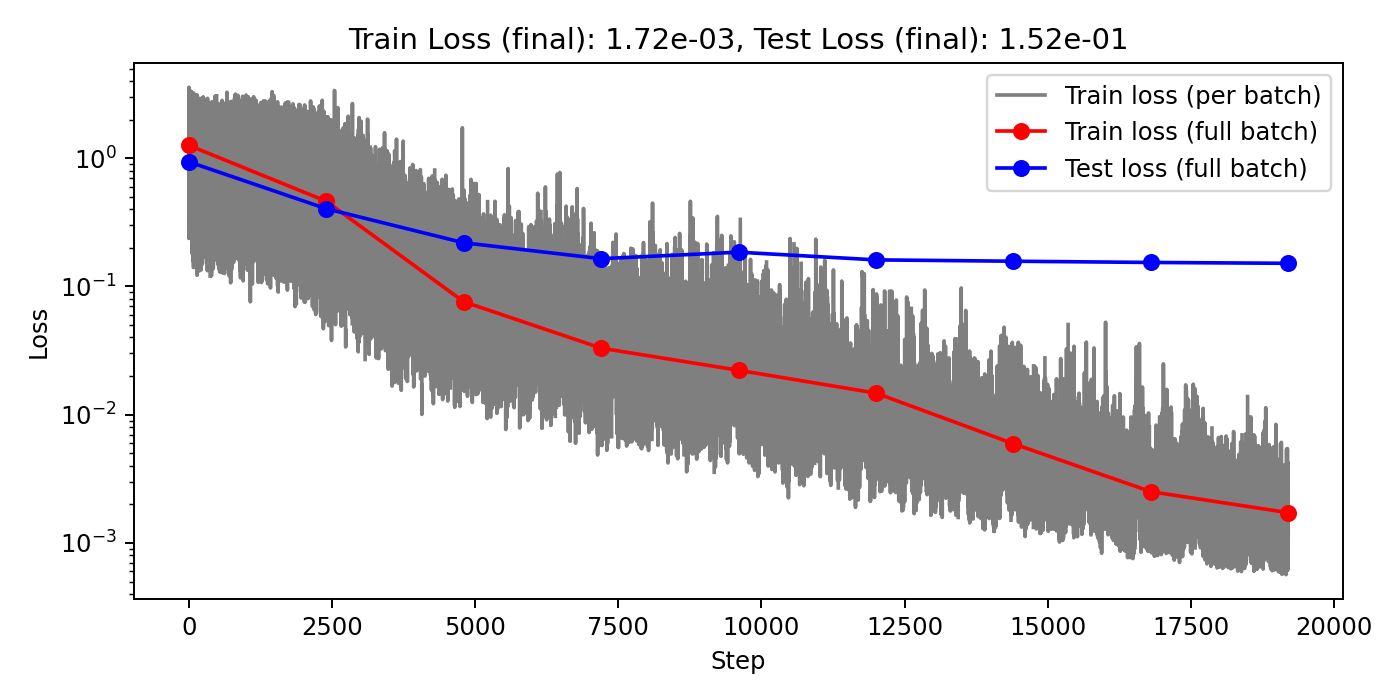 Train Loss (final): 1.72e-03, Test Loss (final): 1.52e-01
Train loss (per batch)
Train loss (full batch)
Test loss (full batch)
Loss
10⁰
10⁻¹
10⁻²
10⁻³
0 2500 5000 7500 10000 12500 15000 17500 20000
Step